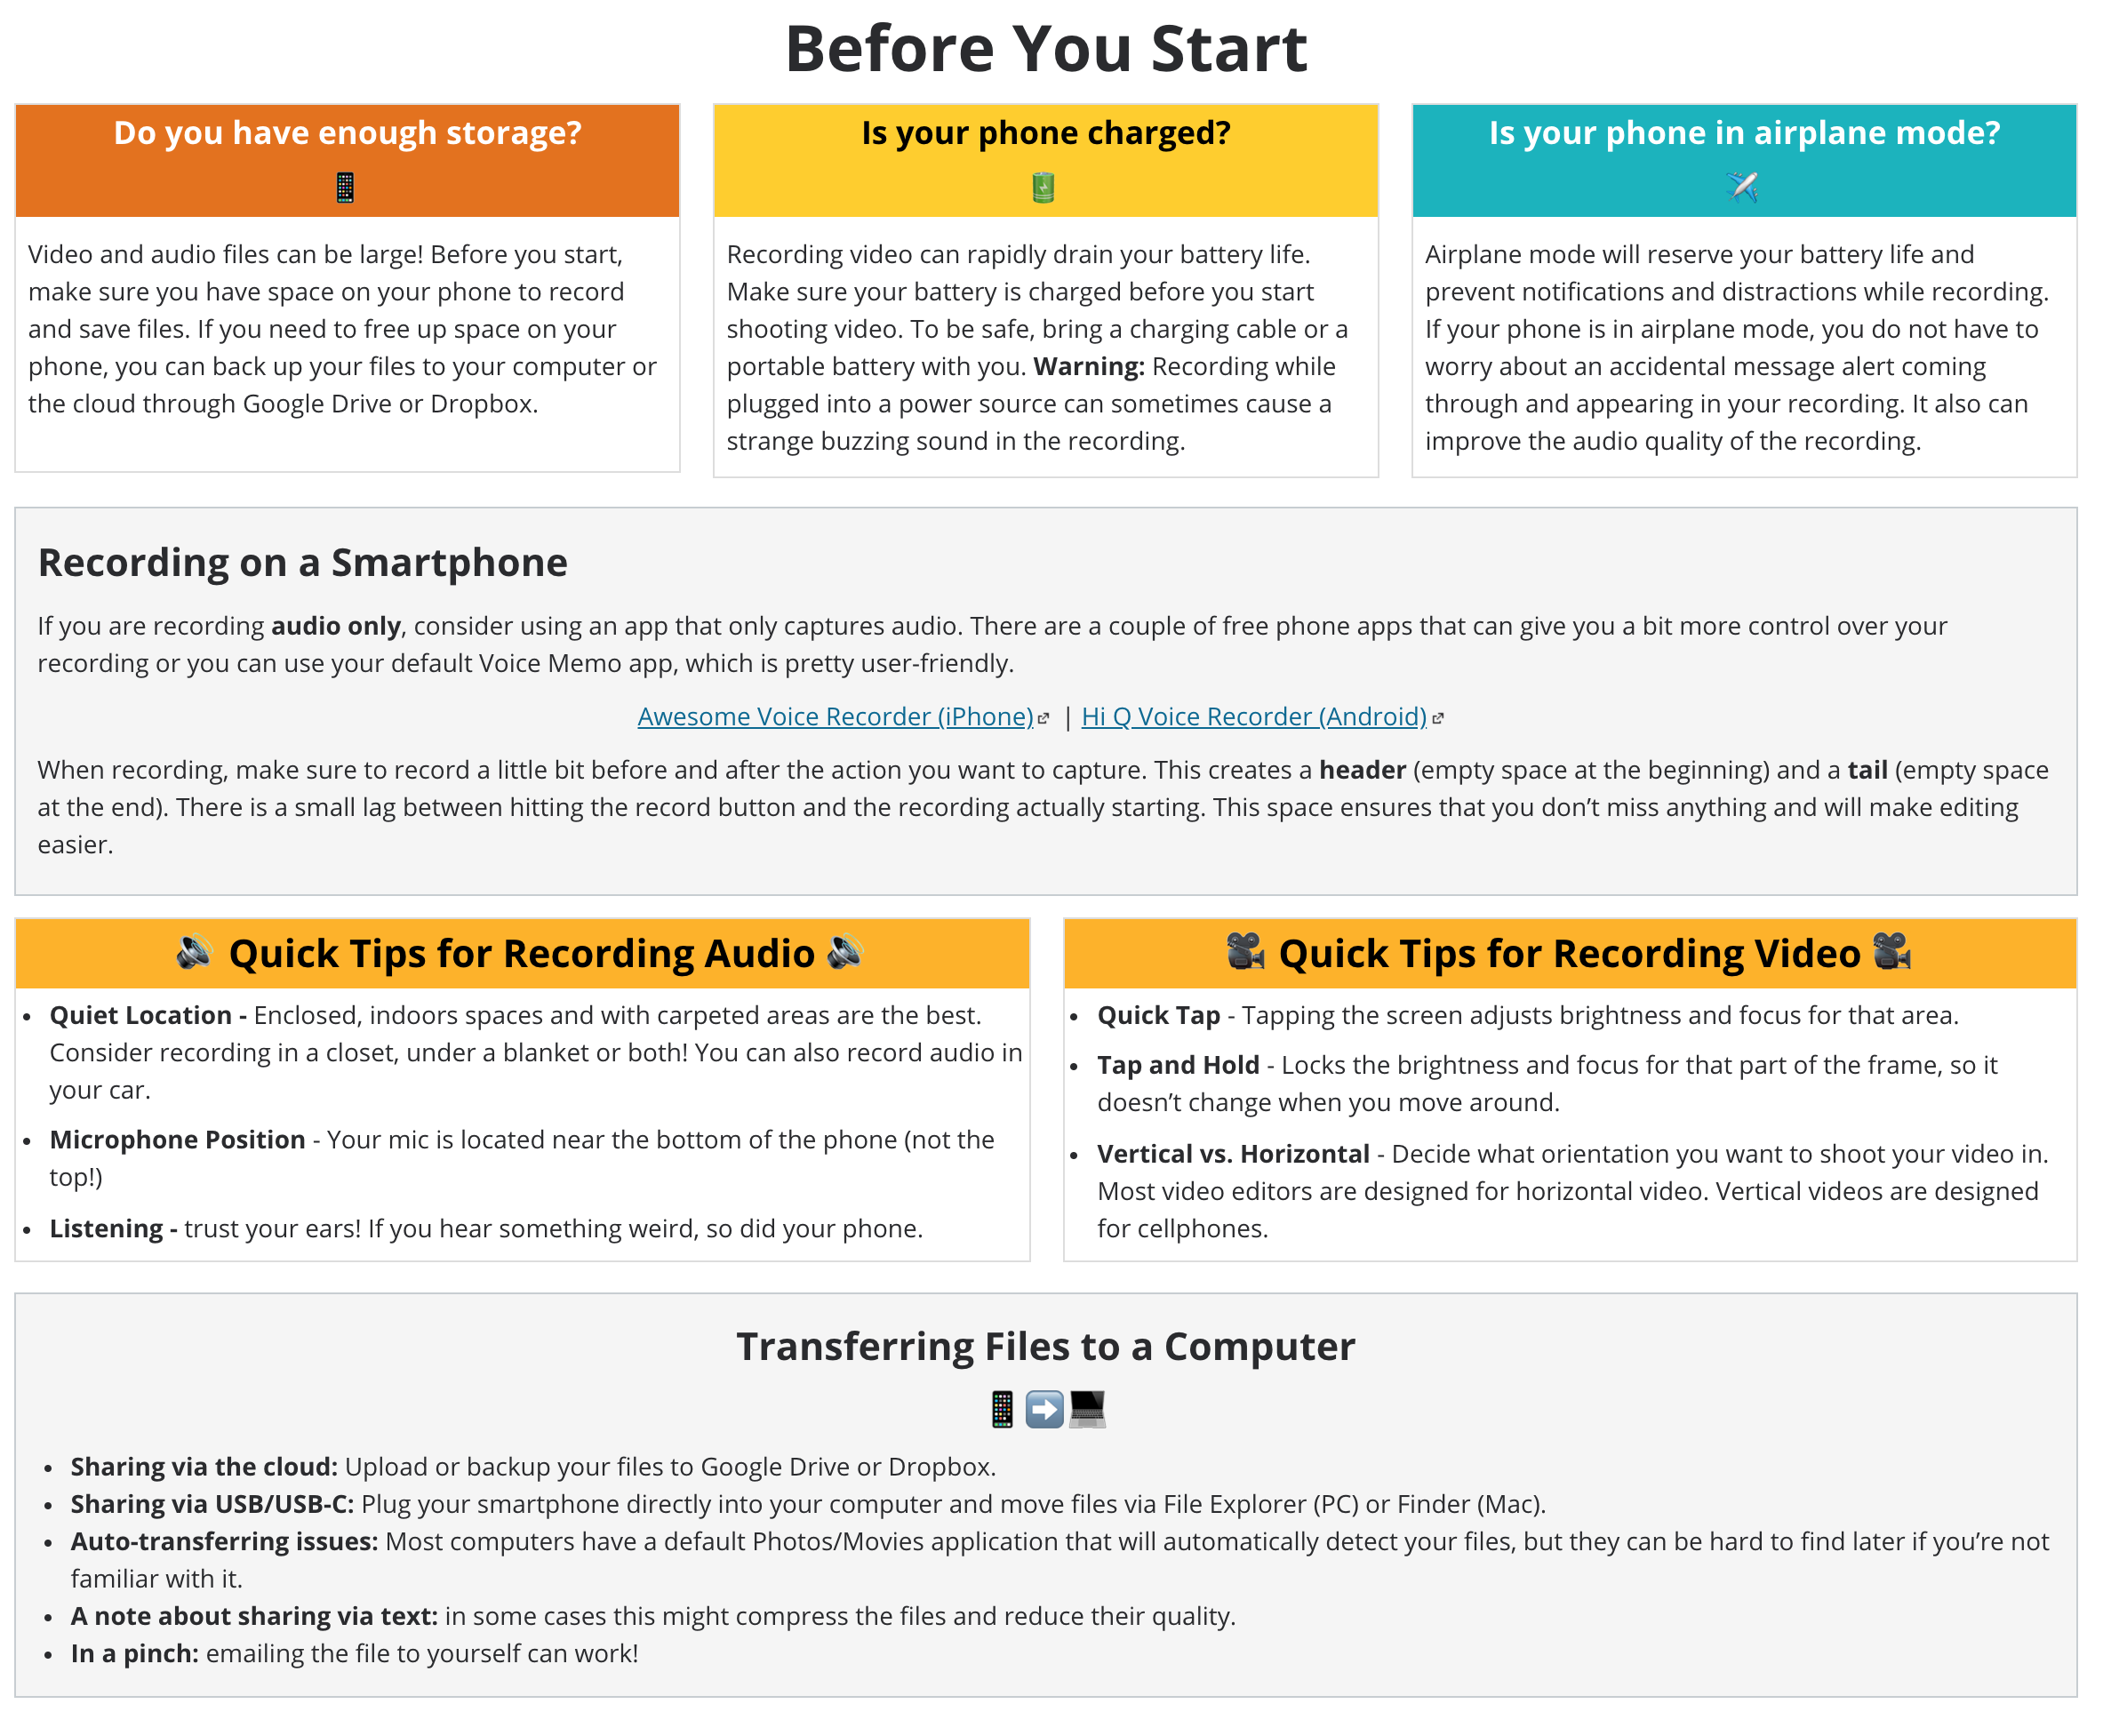 Before You Start
Do you have enough storage?
Video and audio files can be large! Before you start,
make sure you have space on your phone to record
and save files. If you need to free up space on your
phone, you can back up your files to your computer or
the cloud through Google Drive or Dropbox.
Is your phone charged?
Recording video can rapidly drain your battery life.
Make sure your battery is charged before you start
shooting video. To be safe, bring a charging cable or a
portable battery with you. Warning: Recording while
plugged into a power source can sometimes cause a
strange buzzing sound in the recording.
Is your phone in airplane mode?
Airplane mode will reserve your battery life and
prevent notifications and distractions while recording.
If your phone is in airplane mode, you do not have to
worry about an accidental message alert coming
through and appearing in your recording. It also can
improve the audio quality of the recording.
Recording on a Smartphone
If you are recording audio only, consider using an app that only captures audio. There are a couple of free phone apps that can give you a bit more control over your
recording or you can use your default Voice Memo app, which is pretty user-friendly.
Awesome Voice Recorder (iPhone) | Hi Q Voice Recorder (Android)
When recording, make sure to record a little bit before and after the action you want to capture. This creates a header (empty space at the beginning) and a tail (empty space
at the end). There is a small lag between hitting the record button and the recording actually starting. This space ensures that you don’t miss anything and will make editing
easier.
🔊 Quick Tips for Recording Audio 🔊
• Quiet Location - Enclosed, indoors spaces and with carpeted areas are the best.
Consider recording in a closet, under a blanket or both! You can also record audio in
your car.
• Microphone Position - Your mic is located near the bottom of the phone (not the
top!)
• Listening - trust your ears! If you hear something weird, so did your phone.
🎥 Quick Tips for Recording Video 🎥
• Quick Tap - Tapping the screen adjusts brightness and focus for that area.
• Tap and Hold - Locks the brightness and focus for that part of the frame, so it
doesn’t change when you move around.
• Vertical vs. Horizontal - Decide what orientation you want to shoot your video in.
Most video editors are designed for horizontal video. Vertical videos are designed
for cellphones.
Transferring Files to a Computer
• Sharing via the cloud: Upload or backup your files to Google Drive or Dropbox.
• Sharing via USB/USB-C: Plug your smartphone directly into your computer and move files via File Explorer (PC) or Finder (Mac).
• Auto-transferring issues: Most computers have a default Photos/Movies application that will automatically detect your files, but they can be hard to find later if you’re not
familiar with it.
• A note about sharing via text: in some cases this might compress the files and reduce their quality.
• In a pinch: emailing the file to yourself can work!